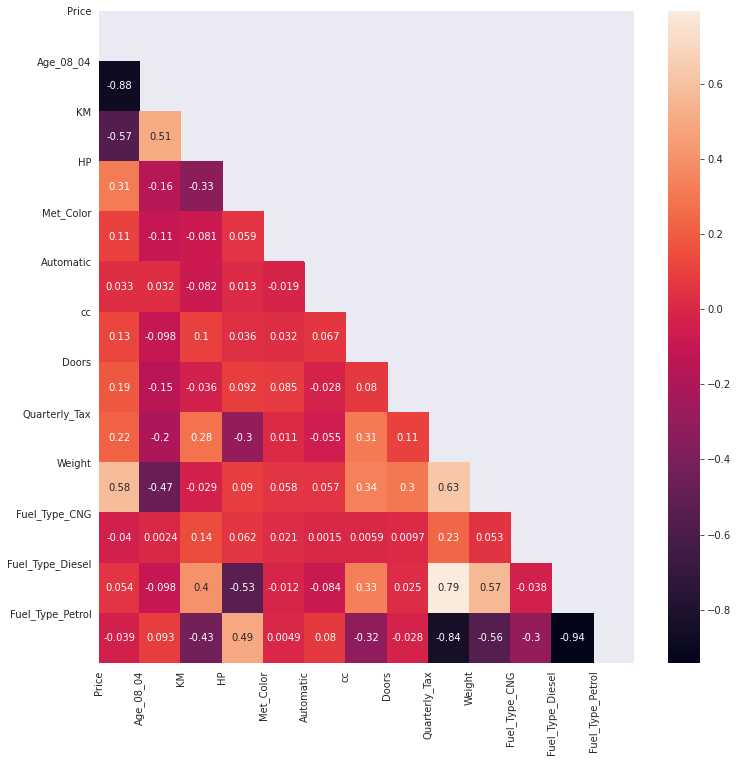 Price
Age_08_04
-0.88
0.6
KM
-0.57 0.51
HP
0.31 -0.16 -0.33
0.4
Met_Color
0.11 -0.11 -0.081 0.059
0.2
Automatic
0.033 0.032 -0.082 0.013 -0.019
0.0
cc
0.13 -0.098 0.1 0.036 0.032 0.067
Doors
0.19 -0.15 -0.036 0.092 0.085 -0.028 0.08
−0.2
Quarterly_Tax
0.22 -0.2 0.28 -0.3 0.011 -0.055 0.31 0.11
−0.4
Weight
0.58 -0.47 -0.029 0.09 0.058 0.057 0.34 0.3 0.63
Fuel_Type_CNG
-0.04 0.0024 0.14 0.062 0.021 0.0015 0.0059 0.0097 0.23 0.053
−0.6
Fuel_Type_Diesel
0.054 -0.098 0.4 -0.53 -0.012 -0.084 0.33 0.025 0.79 0.57 -0.038
−0.8
Fuel_Type_Petrol
-0.039 0.093 -0.43 0.49 0.0049 0.08 -0.32 -0.028 -0.84 -0.56 -0.3 -0.94
Price
Age_08_04
KM
HP
Met_Color
Automatic
cc
Doors
Quarterly_Tax
Weight
Fuel_Type_CNG
Fuel_Type_Diesel
Fuel_Type_Petrol